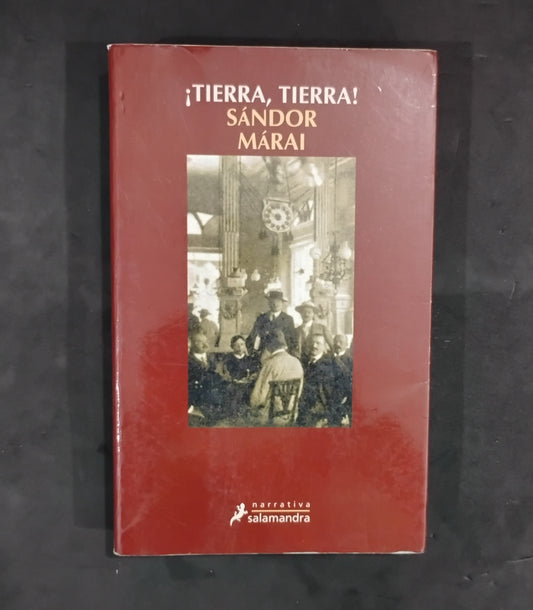 ¡TIERRA, TIERRA!
SÁNDOR
MÁRAI
narrativa
salamandra